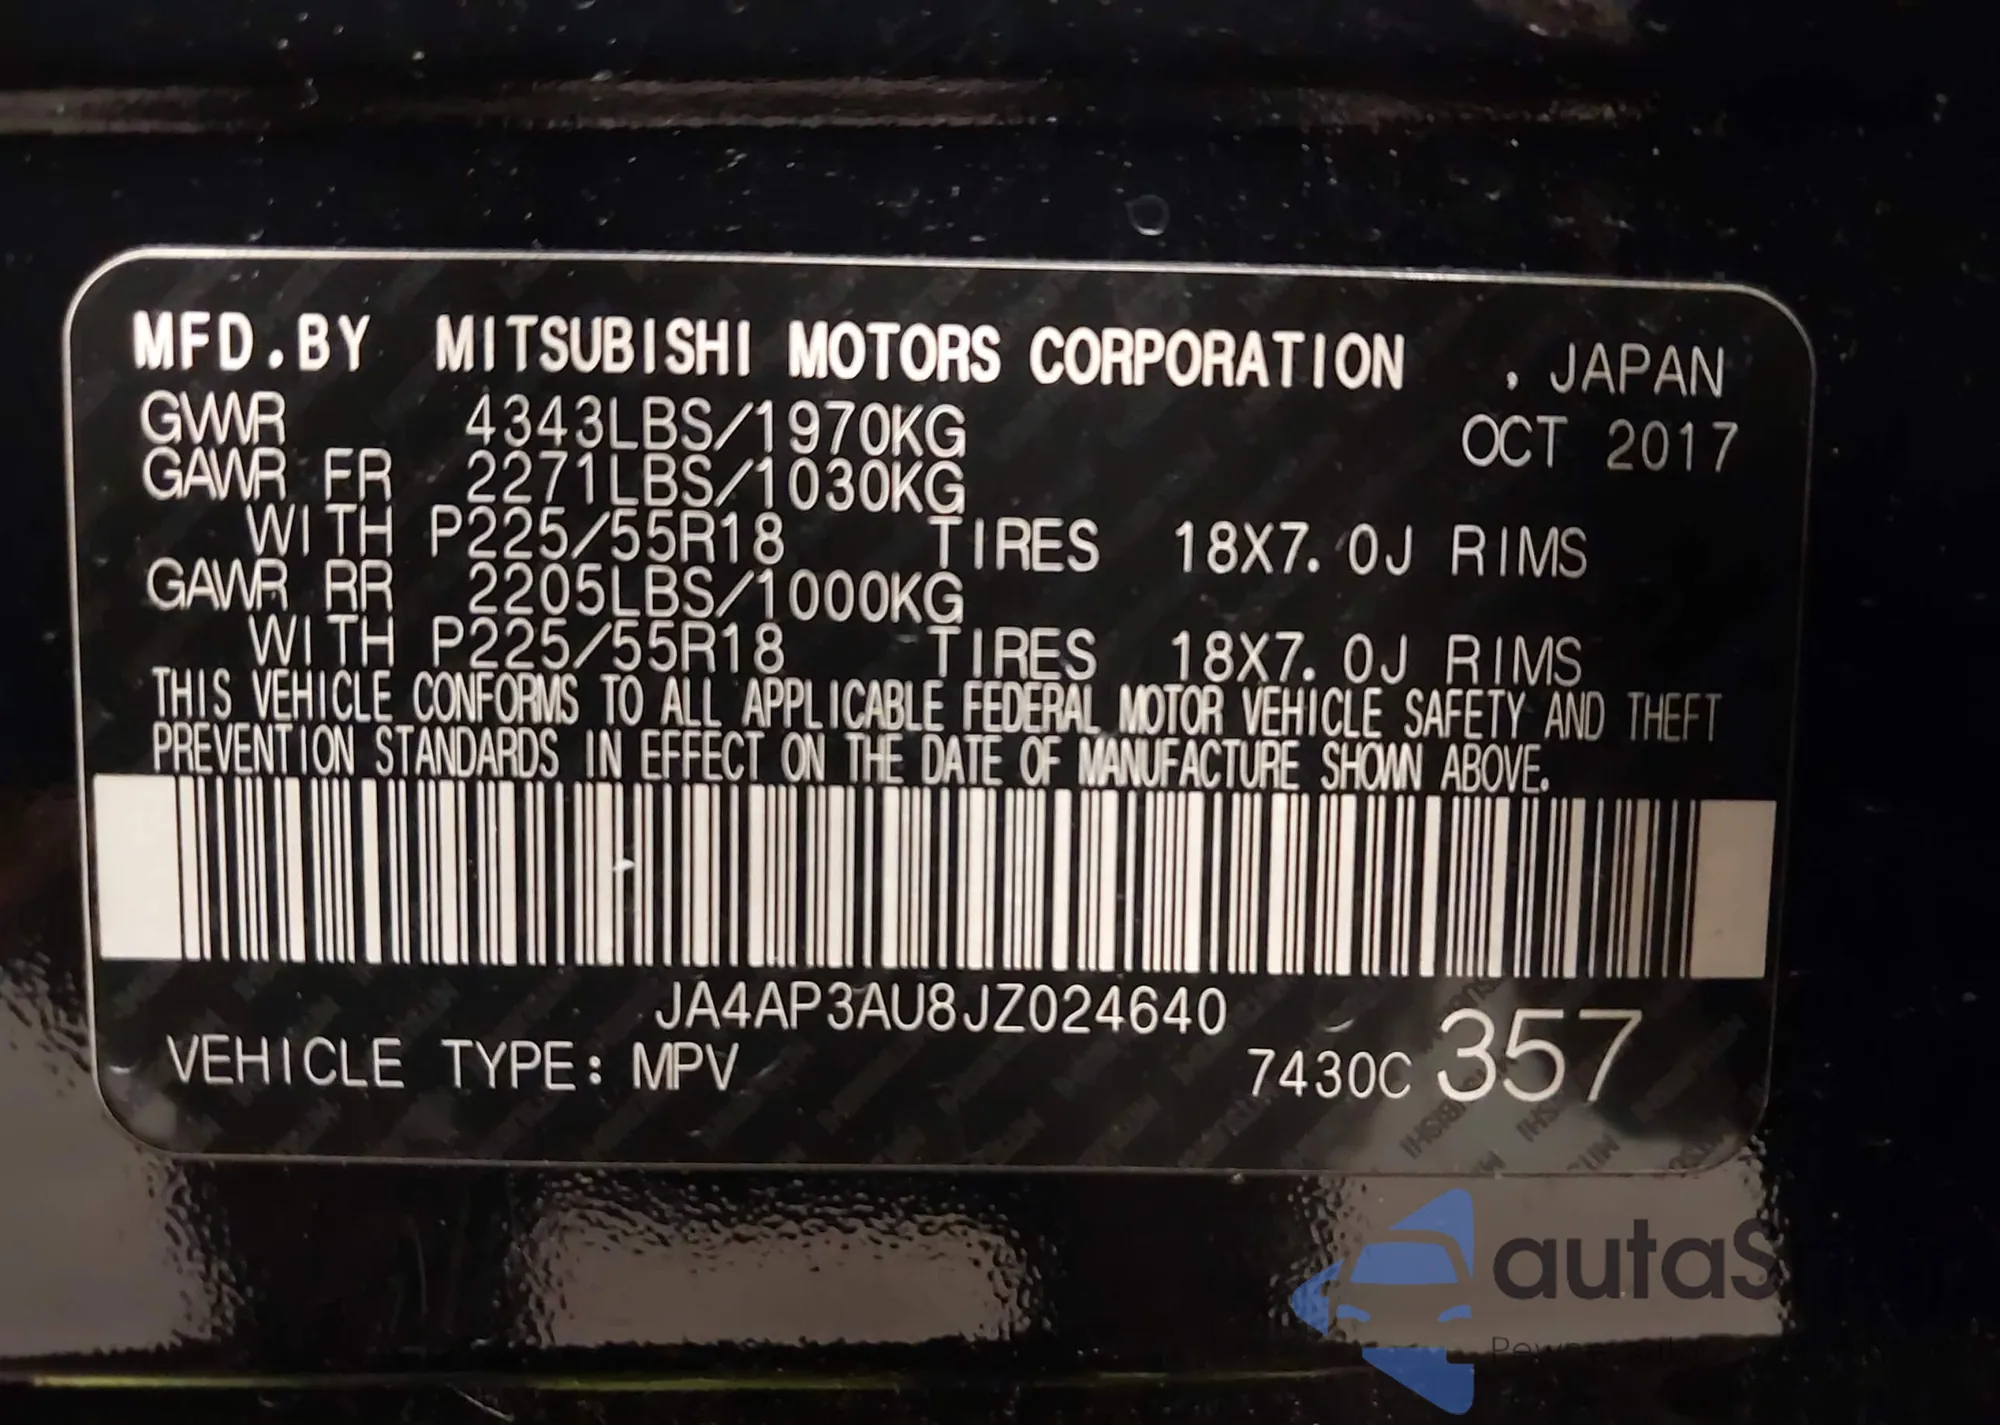 MFD.BY MITSUBISHI MOTORS CORPORATION , JAPAN
GVWR 4343LBS/1970KG OCT 2017
GAWR FR 2271LBS/1030KG
WITH P225/55R18 TIRES 18X7.0J RIMS
GAWR RR 2205LBS/1000KG
WITH P225/55R18 TIRES 18X7.0J RIMS
THIS VEHICLE CONFORMS TO ALL APPLICABLE FEDERAL MOTOR VEHICLE SAFETY AND THEFT
PREVENTION STANDARDS IN EFFECT ON THE DATE OF MANUFACTURE SHOWN ABOVE.
JA4AP3AU8JZ024640
VEHICLE TYPE: MPV 7430C 357